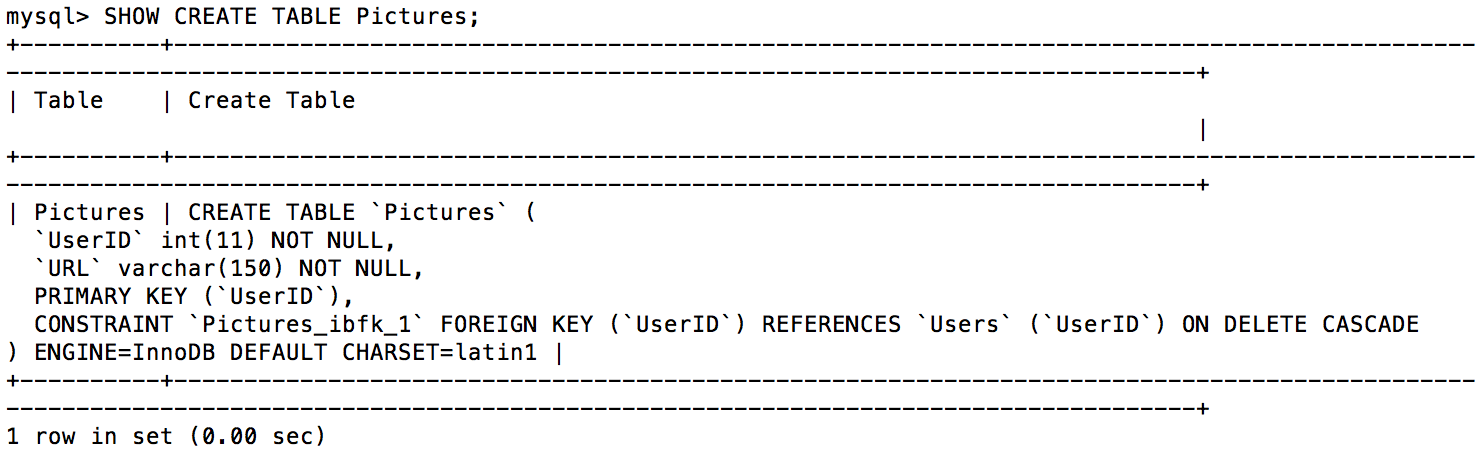 mysql> SHOW CREATE TABLE Pictures;
+----------+---------------------------------------------------------------------------------------------
-------------------------------------------------------------------------------------+
| Table    | Create Table
                                                                                     |
+----------+---------------------------------------------------------------------------------------------
-------------------------------------------------------------------------------------+
| Pictures | CREATE TABLE `Pictures` (
  `UserID` int(11) NOT NULL,
  `URL` varchar(150) NOT NULL,
  PRIMARY KEY (`UserID`),
  CONSTRAINT `Pictures_ibfk_1` FOREIGN KEY (`UserID`) REFERENCES `Users` (`UserID`) ON DELETE CASCADE
) ENGINE=InnoDB DEFAULT CHARSET=latin1 |
+----------+---------------------------------------------------------------------------------------------
-------------------------------------------------------------------------------------+
1 row in set (0.00 sec)